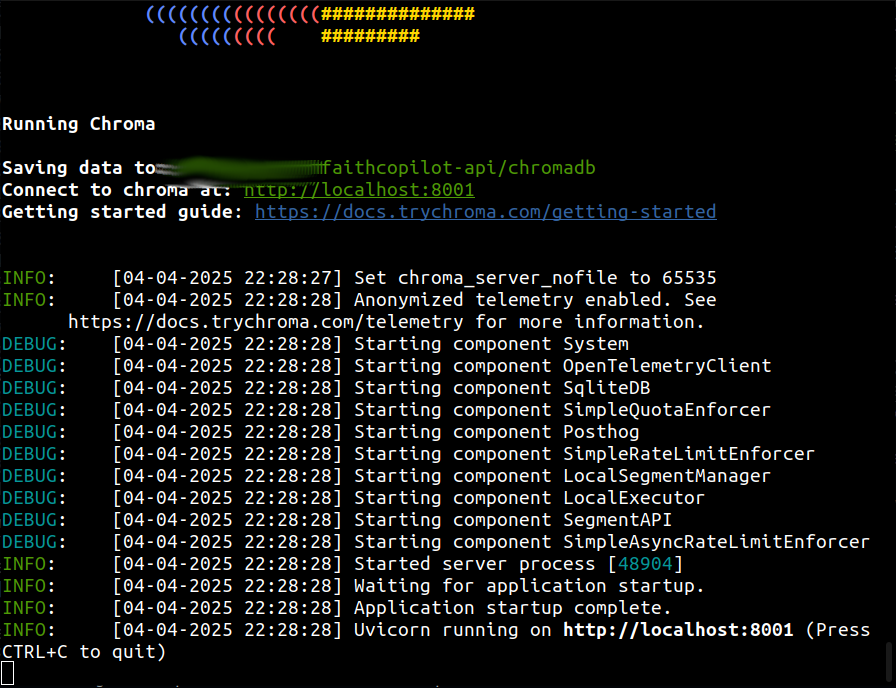 (((((((((((((((((##############
(((((((((    #########
Running Chroma
Saving data to faithcopilot-api/chromadb
Connect to chroma at: http://localhost:8001
Getting started guide: https://docs.trychroma.com/getting-started
INFO:     [04-04-2025 22:28:27] Set chroma_server_nofile to 65535
INFO:     [04-04-2025 22:28:28] Anonymized telemetry enabled. See
https://docs.trychroma.com/telemetry for more information.
DEBUG:    [04-04-2025 22:28:28] Starting component System
DEBUG:    [04-04-2025 22:28:28] Starting component OpenTelemetryClient
DEBUG:    [04-04-2025 22:28:28] Starting component SqliteDB
DEBUG:    [04-04-2025 22:28:28] Starting component SimpleQuotaEnforcer
DEBUG:    [04-04-2025 22:28:28] Starting component Posthog
DEBUG:    [04-04-2025 22:28:28] Starting component SimpleRateLimitEnforcer
DEBUG:    [04-04-2025 22:28:28] Starting component LocalSegmentManager
DEBUG:    [04-04-2025 22:28:28] Starting component LocalExecutor
DEBUG:    [04-04-2025 22:28:28] Starting component SegmentAPI
DEBUG:    [04-04-2025 22:28:28] Starting component SimpleAsyncRateLimitEnforcer
INFO:     [04-04-2025 22:28:28] Started server process [48904]
INFO:     [04-04-2025 22:28:28] Waiting for application startup.
INFO:     [04-04-2025 22:28:28] Application startup complete.
INFO:     [04-04-2025 22:28:28] Uvicorn running on http://localhost:8001 (Press
CTRL+C to quit)